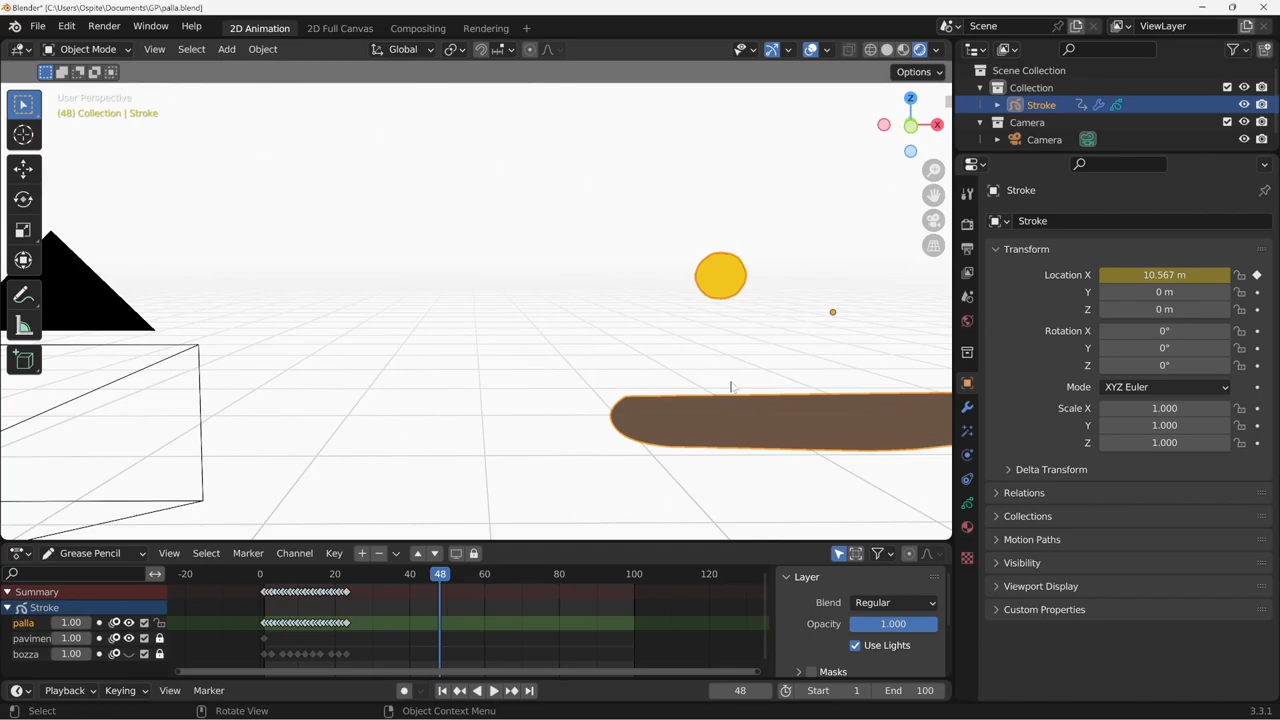 Blender* [C:\Users\Ospite\Documents\GP\palla.blend]
File Edit Render Window Help 2D Animation 2D Full Canvas Compositing Rendering + Scene ViewLayer
Object Mode View Select Add Object Global
Options
User Perspective
(48) Collection | Stroke
Z
X
Scene Collection
Collection
Stroke
Camera
Camera
Stroke
Stroke
Transform
Location X 10.567 m
Y 0 m
Z 0 m
Rotation X 0°
Y 0°
Z 0°
Mode XYZ Euler
Scale X 1.000
Y 1.000
Z 1.000
Delta Transform
Relations
Collections
Motion Paths
Visibility
Viewport Display
Custom Properties
Grease Pencil View Select Marker Channel Key
-20 0 20 40 48 60 80 100 120
Summary
Stroke
palla 1.00
pavimen 1.00
bozza 1.00
Layer
Blend Regular
Opacity 1.000
Use Lights
Masks
Playback Keying View Marker 48 Start 1 End 100
Select Rotate View Object Context Menu 3.3.1